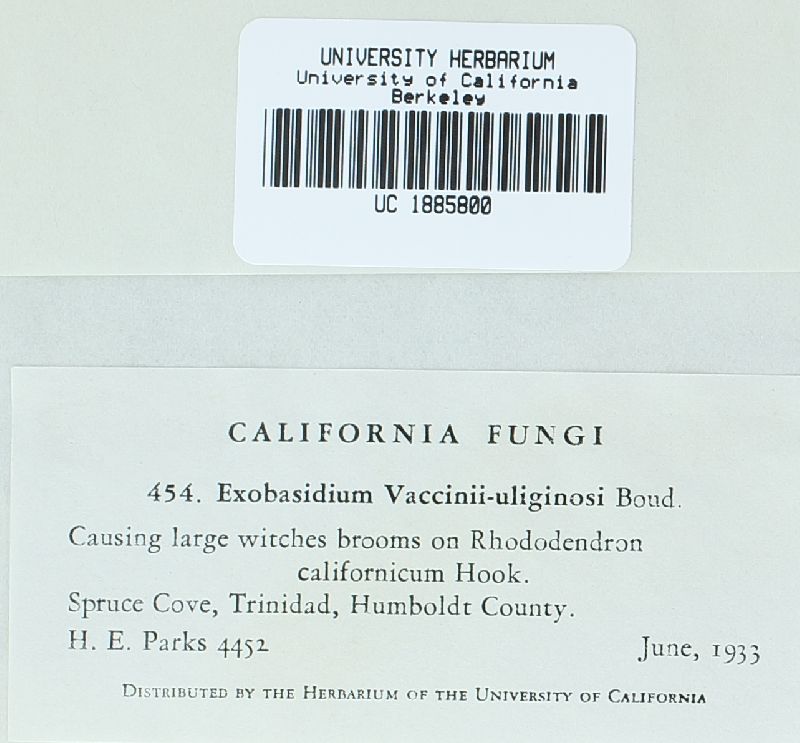 UNIVERSITY HERBARIUM
University of California
Berkeley
UC 1885800
CALIFORNIA FUNGI
454. Exobasidium Vaccinii-uliginosi Boud.
Causing large witches brooms on Rhododendron
californicum Hook.
Spruce Cove, Trinidad, Humboldt County.
H. E. Parks 4452 June, 1933
DISTRIBUTED BY THE HERBARIUM OF THE UNIVERSITY OF CALIFORNIA